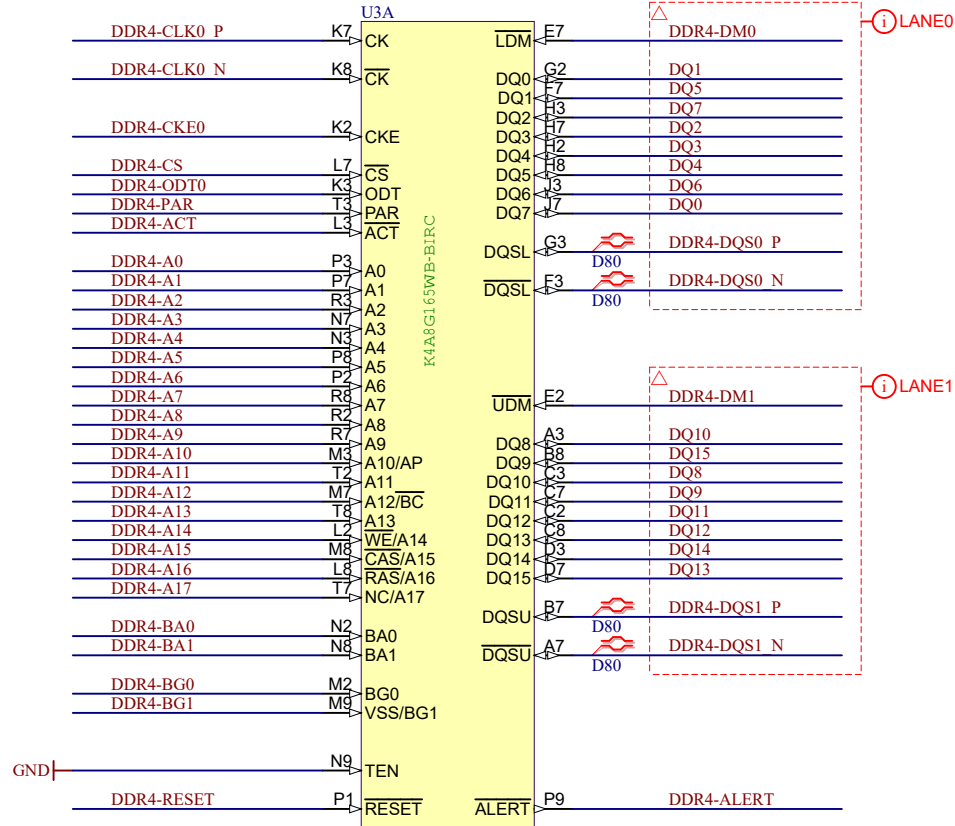 U3A
DDR4-CLK0_P K7 CK LDM E7 DDR4-DM0 i LANE0
DDR4-CLK0_N K8 CK DQ0 G2 DQ1
DQ1 F7 DQ5
DQ2 H3 DQ7
DDR4-CKE0 K2 CKE DQ3 H7 DQ2
DQ4 H2 DQ3
DDR4-CS L7 CS DQ5 H8 DQ4
DDR4-ODT0 K3 ODT DQ6 J3 DQ6
DDR4-PAR T3 PAR DQ7 J7 DQ0
DDR4-ACT L3 ACT
DQSL G3 DDR4-DQS0_P
D80
DDR4-A0 P3 A0
DDR4-A1 P7 A1 DQSL F3 DDR4-DQS0_N
D80
DDR4-A2 R3 A2
DDR4-A3 N7 A3
DDR4-A4 N3 A4
DDR4-A5 P8 A5
DDR4-A6 P2 A6
DDR4-A7 R8 A7 UDM E2 DDR4-DM1 i LANE1
DDR4-A8 R2 A8
DDR4-A9 R7 A9 DQ8 A3 DQ10
DDR4-A10 M3 A10/AP DQ9 B8 DQ15
DDR4-A11 T2 A11 DQ10 C3 DQ8
DDR4-A12 M7 A12/BC DQ11 C7 DQ9
DDR4-A13 T8 A13 DQ12 C2 DQ11
DDR4-A14 L2 WE/A14 DQ13 C8 DQ12
DDR4-A15 M8 CAS/A15 DQ14 D3 DQ14
DDR4-A16 L8 RAS/A16 DQ15 D7 DQ13
DDR4-A17 T7 NC/A17
DQSU B7 DDR4-DQS1_P
D80
DDR4-BA0 N2 BA0
DDR4-BA1 N8 BA1 DQSU A7 DDR4-DQS1_N
D80
DDR4-BG0 M2 BG0
DDR4-BG1 M9 VSS/BG1
GND N9 TEN
DDR4-RESET P1 RESET ALERT P9 DDR4-ALERT
K4A8G165WB-BIRC